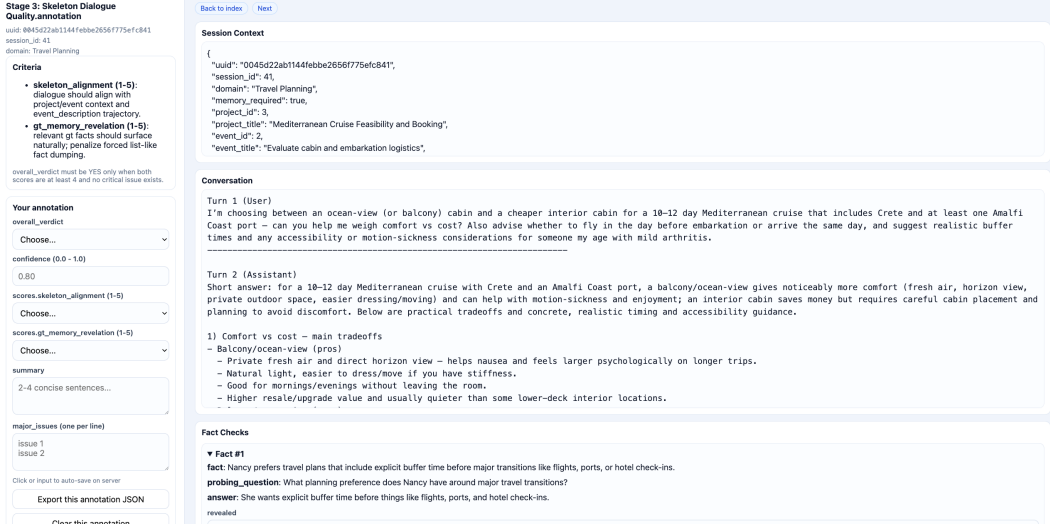 Stage 3: Skeleton Dialogue
Quality.annotation
uuid: 0045d22ab1144febbe2656f775efc841
session_id: 41
domain: Travel Planning
Criteria
• skeleton_alignment (1-5):
dialogue should align with
project/event context and
event_description trajectory.
• gt_memory_revelation (1-5):
relevant gt facts should surface
naturally; penalize forced list-like
fact dumping.
overall_verdict must be YES only when both
scores are at least 4 and no critical issue exists.
Your annotation
overall_verdict
Choose...
confidence (0.0 - 1.0)
0.80
scores.skeleton_alignment (1-5)
Choose...
scores.gt_memory_revelation (1-5)
Choose...
summary
2-4 concise sentences...
major_issues (one per line)
issue 1
issue 2
Click or input to auto-save on server
Export this annotation JSON
Clear this annotation
Back to index
Next
Session Context
{
"uuid": "0045d22ab1144febbe2656f775efc841",
"session_id": 41,
"domain": "Travel Planning",
"memory_required": true,
"project_id": 3,
"project_title": "Mediterranean Cruise Feasibility and Booking",
"event_id": 2,
"event_title": "Evaluate cabin and embarkation logistics",
Conversation
Turn 1 (User)
I'm choosing between an ocean-view (or balcony) cabin and a cheaper interior cabin for a 10–12 day Mediterranean cruise that includes Crete and at least one Amalfi
Coast port — can you help me weigh comfort vs cost? Also advise whether to fly in the day before embarkation or arrive the same day, and suggest realistic buffer
times and any accessibility or motion-sickness considerations for someone my age with mild arthritis.
------------------------------------------------------------------------
Turn 2 (Assistant)
Short answer: for a 10–12 day Mediterranean cruise with Crete and an Amalfi Coast port, a balcony/ocean-view gives noticeably more comfort (fresh air, horizon view,
private outdoor space, easier dressing/moving) and can help with motion-sickness and enjoyment; an interior cabin saves money but requires careful cabin placement and
planning to avoid discomfort. Below are practical tradeoffs and concrete, realistic timing and accessibility guidance.
1) Comfort vs cost — main tradeoffs
– Balcony/ocean-view (pros)
– Private fresh air and direct horizon view — helps nausea and feels larger psychologically on longer trips.
– Natural light, easier to dress/move if you have stiffness.
– Good for mornings/evenings without leaving the room.
– Higher resale/upgrade value and usually quieter than some lower-deck interior locations.
Fact Checks
▼ Fact #1
fact: Nancy prefers travel plans that include explicit buffer time before major transitions like flights, ports, or hotel check-ins.
probing_question: What planning preference does Nancy have around major travel transitions?
answer: She wants explicit buffer time before things like flights, ports, and hotel check-ins.
revealed